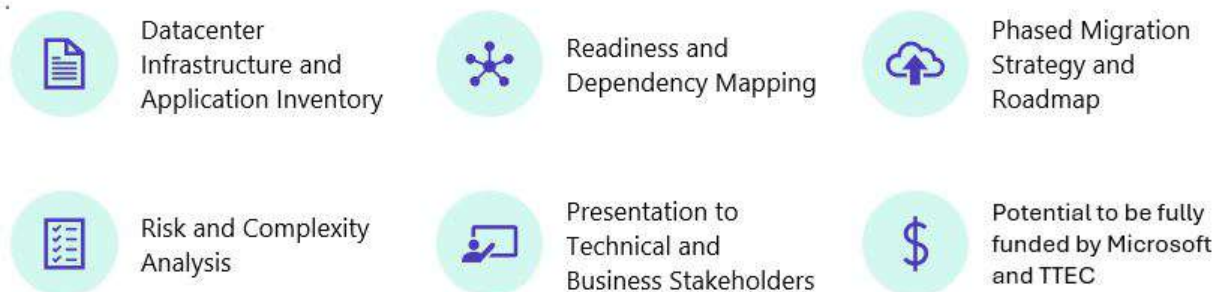 Datacenter
Infrastructure and
Application Inventory
Readiness and
Dependency Mapping
Phased Migration
Strategy and
Roadmap
Risk and Complexity
Analysis
Presentation to
Technical and
Business Stakeholders
$
Potential to be fully
funded by Microsoft
and TTEC